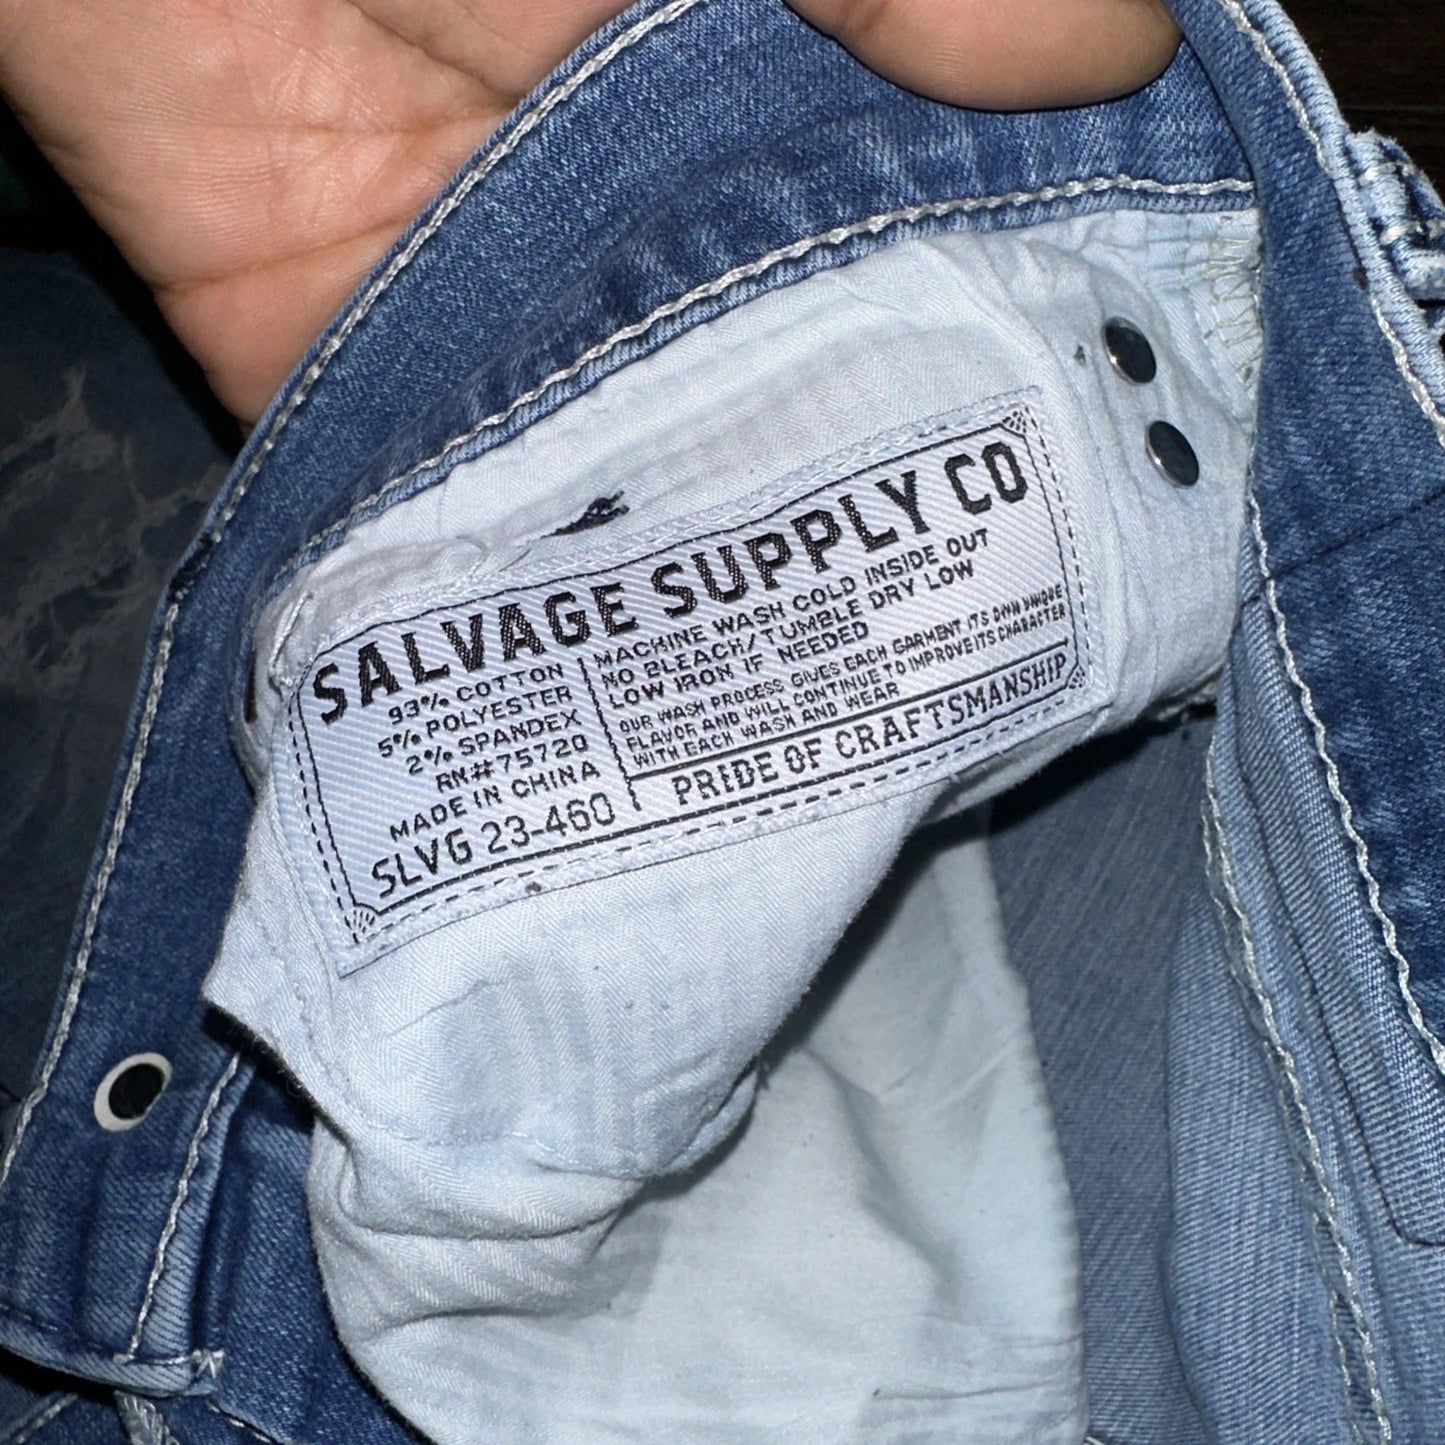 SALVAGE SUPPLY CO
93% COTTON
5% POLYESTER
2% SPANDEX
RN#75720
MADE IN CHINA
SLVG 23-460
MACHINE WASH COLD INSIDE OUT
NO BLEACH/TUMBLE DRY LOW
LOW IRON IF NEEDED
OUR WASH PROCESS GIVES EACH GARMENT ITS OWN UNIQUE
FLAVOR AND WILL CONTINUE TO IMPROVE ITS CHARACTER
WITH EACH WASH AND WEAR
PRIDE OF CRAFTSMANSHIP